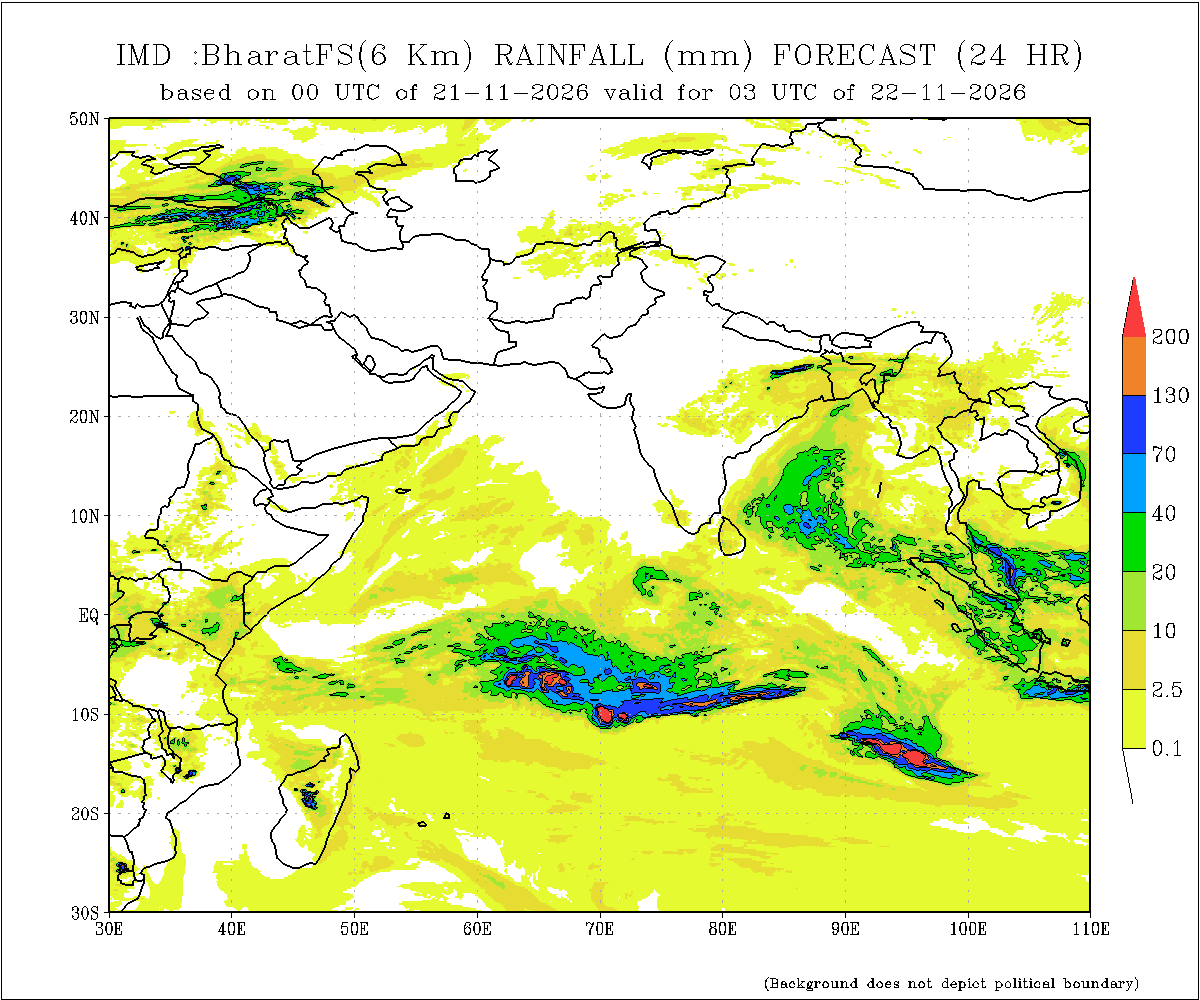 IMD :BharatFS(6 Km) RAINFALL (mm) FORECAST (24 HR)
based on 00 UTC of 21-11-2026 valid for 03 UTC of 22-11-2026
50N
40N
30N
20N
10N
EQ
10S
20S
30S
30E 40E 50E 60E 70E 80E 90E 100E 110E
200
130
70
40
20
10
2.5
0.1
(Background does not depict political boundary)